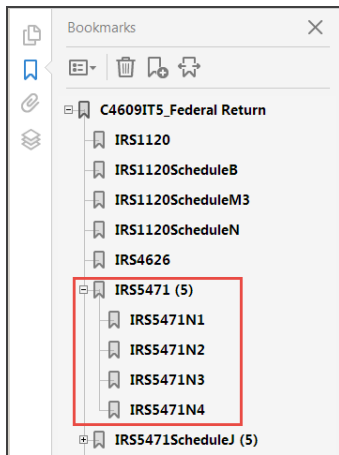 Bookmarks
C4609IT5_Federal Return
IRS1120
IRS1120ScheduleB
IRS1120ScheduleM3
IRS1120ScheduleN
IRS4626
IRS5471 (5)
IRS5471N1
IRS5471N2
IRS5471N3
IRS5471N4
IRS5471ScheduleJ (5)